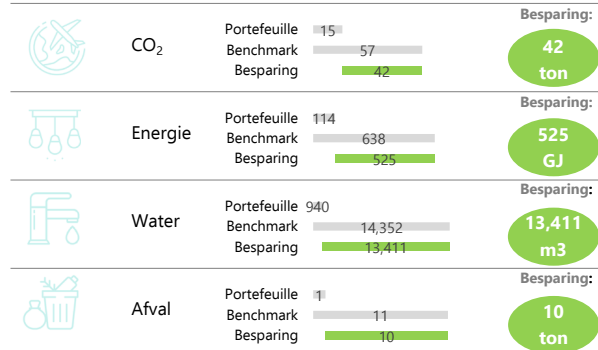 Besparing:
CO₂
Portefeuille 15
Benchmark 57
Besparing 42
42
ton
Besparing:
Energie
Portefeuille 114
Benchmark 638
Besparing 525
525
GJ
Besparing:
Water
Portefeuille 940
Benchmark 14,352
Besparing 13,411
13,411
m3
Besparing:
Afval
Portefeuille 1
Benchmark 11
Besparing 10
10
ton